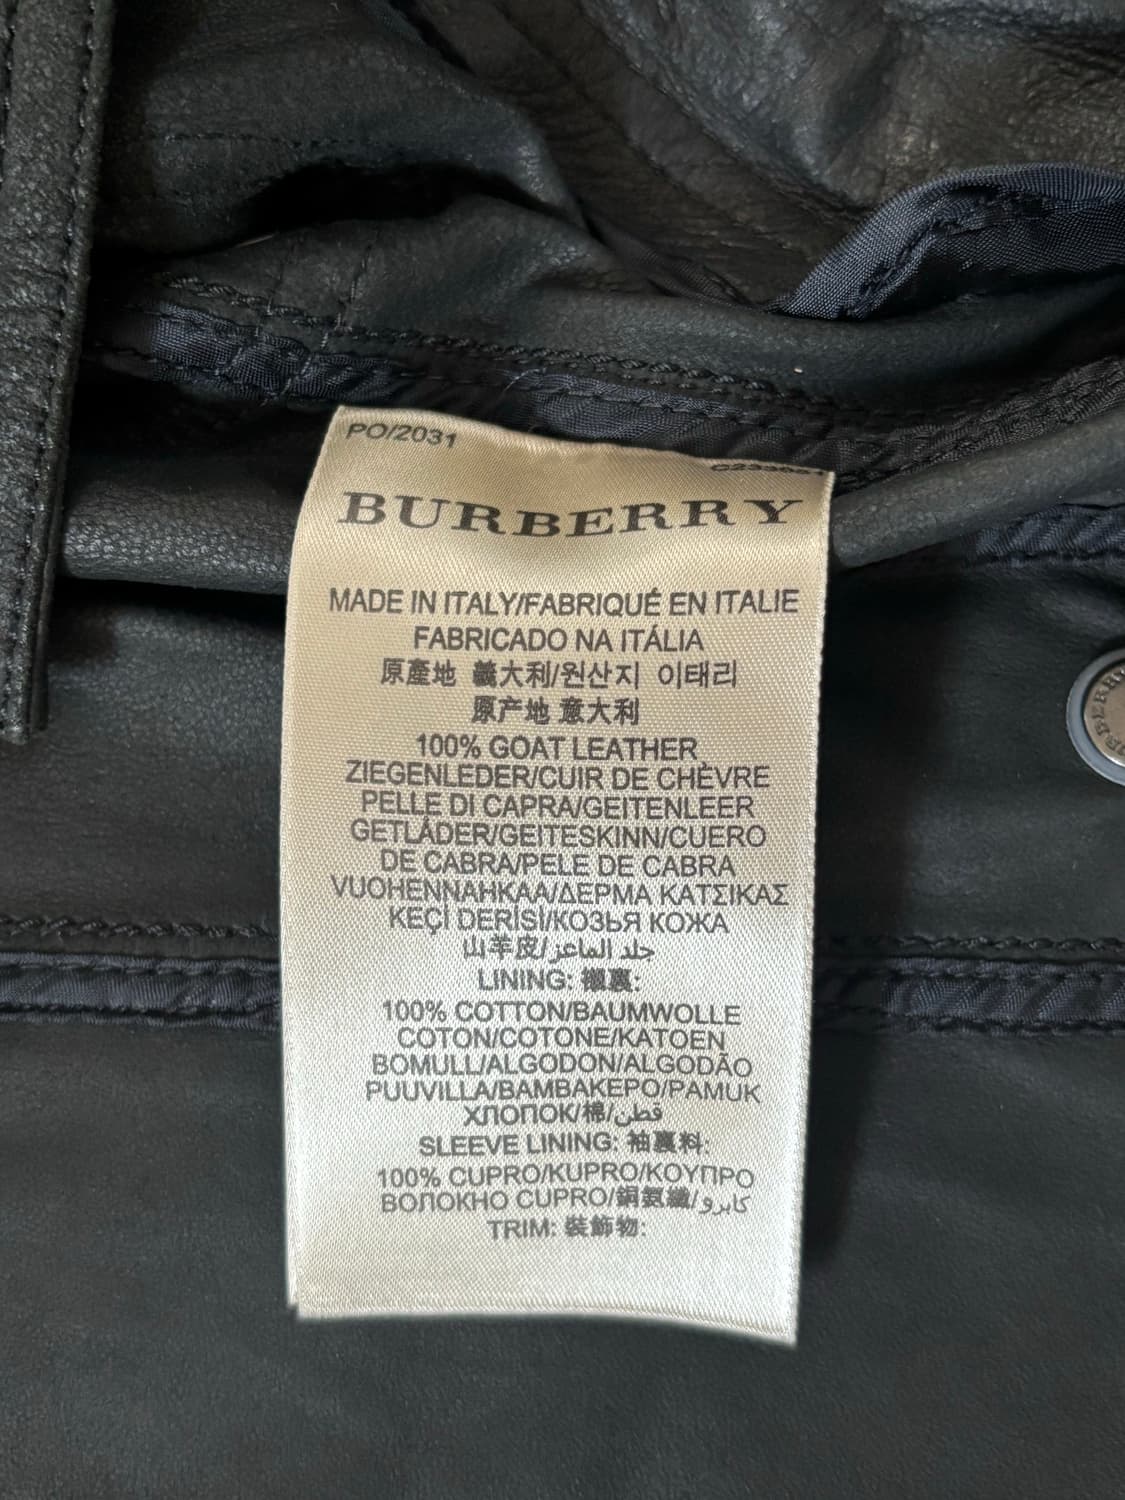 PO/2031
BURBERRY
MADE IN ITALY/FABRIQUÉ EN ITALIE
FABRICADO NA ITÁLIA
原產地 義大利/원산지 이태리
原产地 意大利
100% GOAT LEATHER
ZIEGENLEDER/CUIR DE CHÈVRE
PELLE DI CAPRA/GEITENLEER
GETLÄDER/GEITESKINN/CUERO
DE CABRA/PELE DE CABRA
VUOHENNAHKAA/ΔΕΡΜΑ ΚΑΤΣΙΚΑΣ
KEÇİ DERİSİ/КОЗЬЯ КОЖА
山羊皮/جلد الماعز
LINING: 襯裏:
100% COTTON/BAUMWOLLE
COTON/COTONE/KATOEN
BOMULL/ALGODON/ALGODÃO
PUUVILLA/ΒΑΜΒΑΚΕΡΟ/PAMUK
ХЛОПОК/棉/قطن
SLEEVE LINING: 袖裏料:
100% CUPRO/KUPRO/ΚΟΥΠΡΟ
ВОЛОКНО CUPRO/銅氨纖/كابرو
TRIM: 裝飾物: